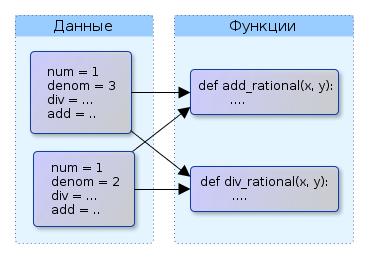 Данные
Функции
num = 1
denom = 3
div = ...
add = ..
num = 1
denom = 2
div = ...
add = ..
def add_rational(x, y):
....
def div_rational(x, y):
....